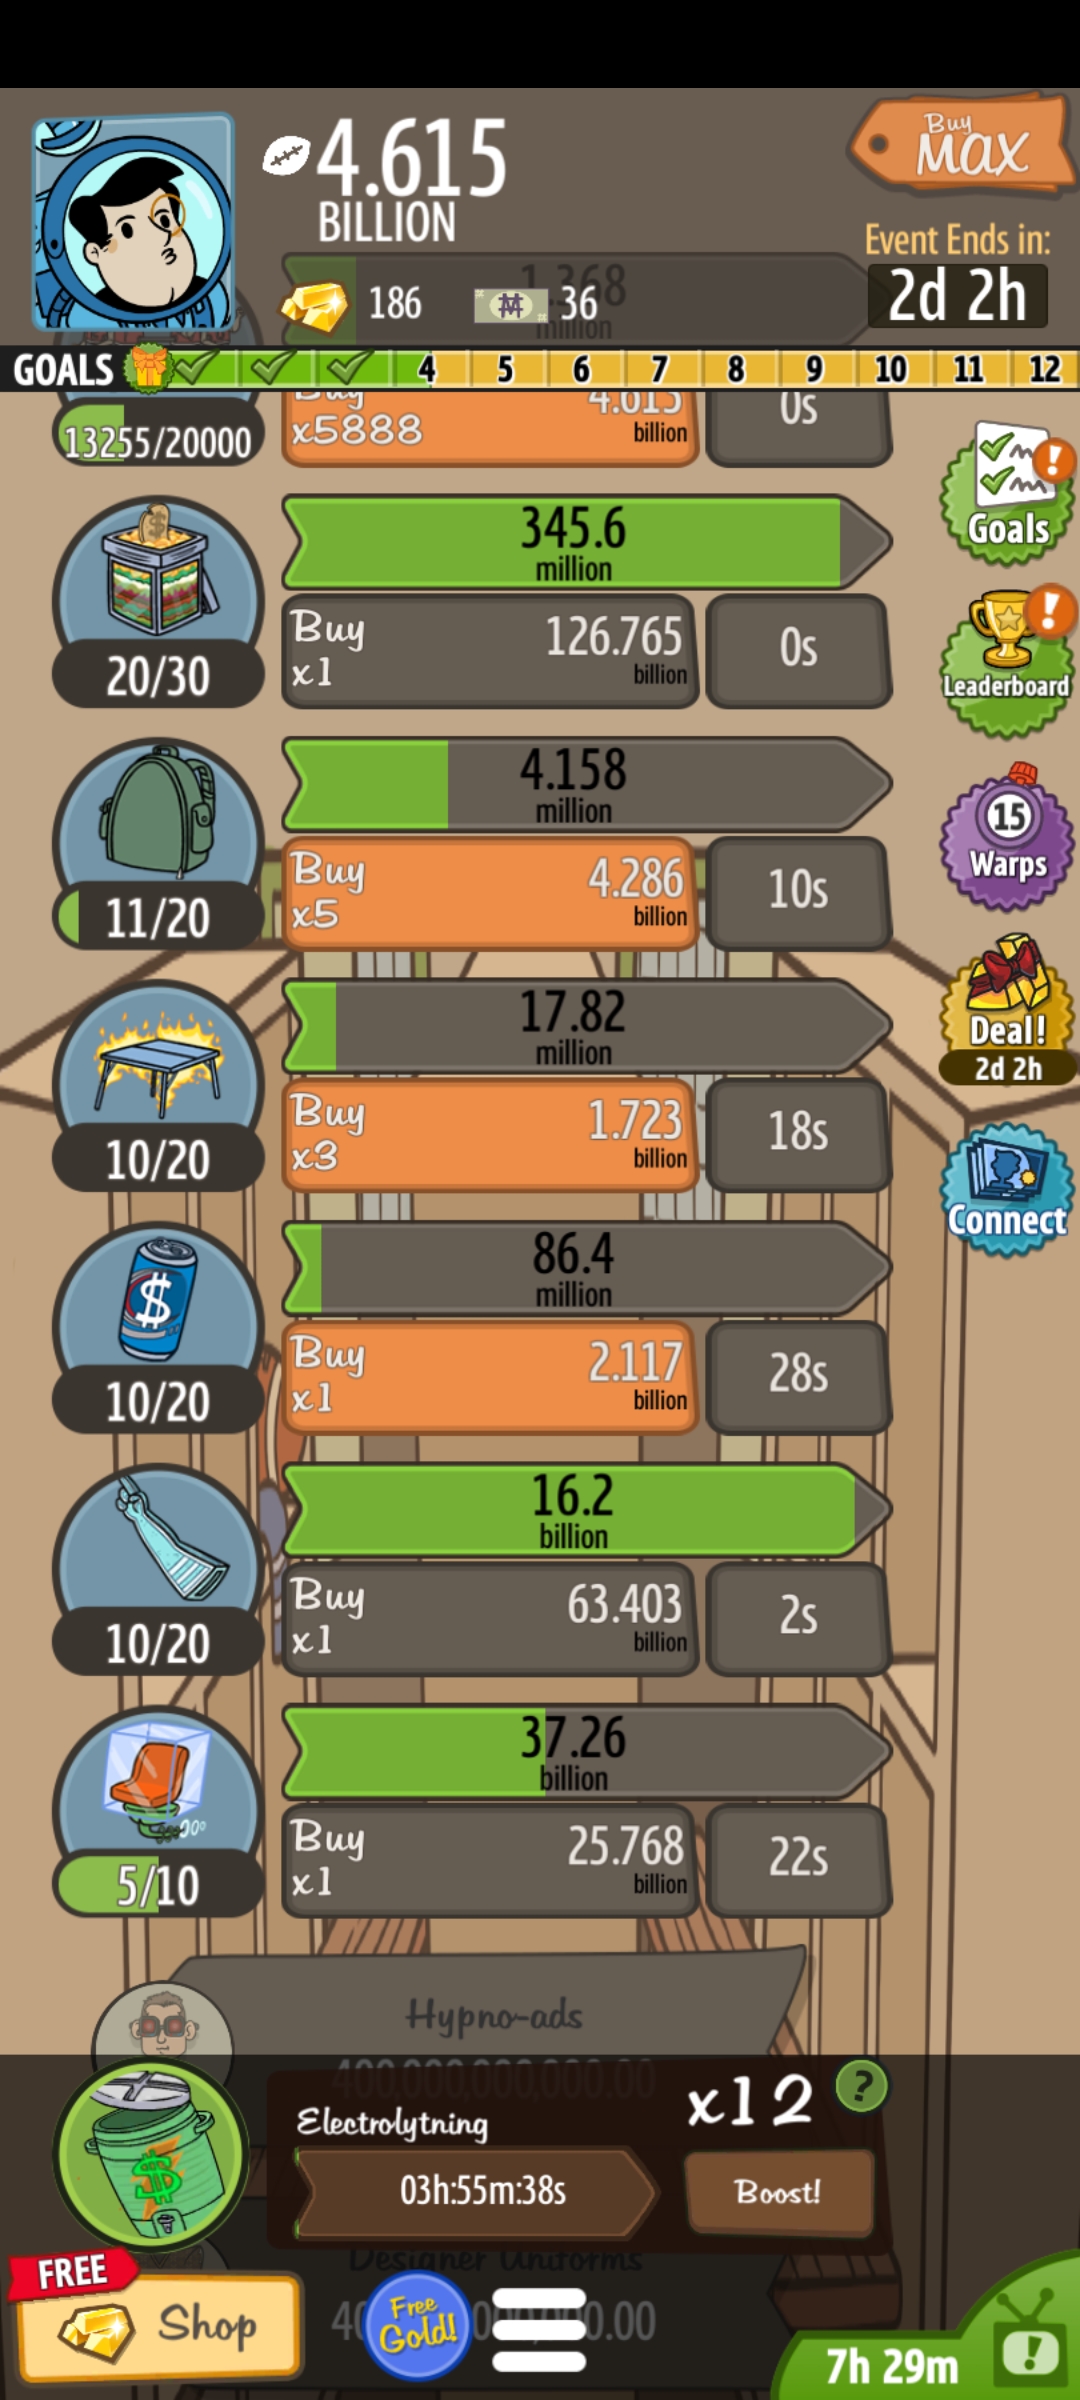 4.615
BILLION
Buy
MAX
Event Ends in:
2d 2h
1.368
million
186
36
GOALS
4 5 6 7 8 9 10 11 12
13255/20000
Buy
x5888
4.615
billion
0s
345.6
million
20/30
Buy
x1
126.765
billion
0s
4.158
million
11/20
Buy
x5
4.286
billion
10s
17.82
million
10/20
Buy
x3
1.723
billion
18s
86.4
million
10/20
Buy
x1
2.117
billion
28s
16.2
billion
10/20
Buy
x1
63.403
billion
2s
37.26
billion
5/10
Buy
x1
25.768
billion
22s
Goals
Leaderboard
15
Warps
Deal!
2d 2h
Connect
Hypno-ads
400,000,000,000.00
Electrolytning
x12
?
03h:55m:38s
Boost!
Designer Uniforms
FREE
Shop
Free
Gold!
7h 29m